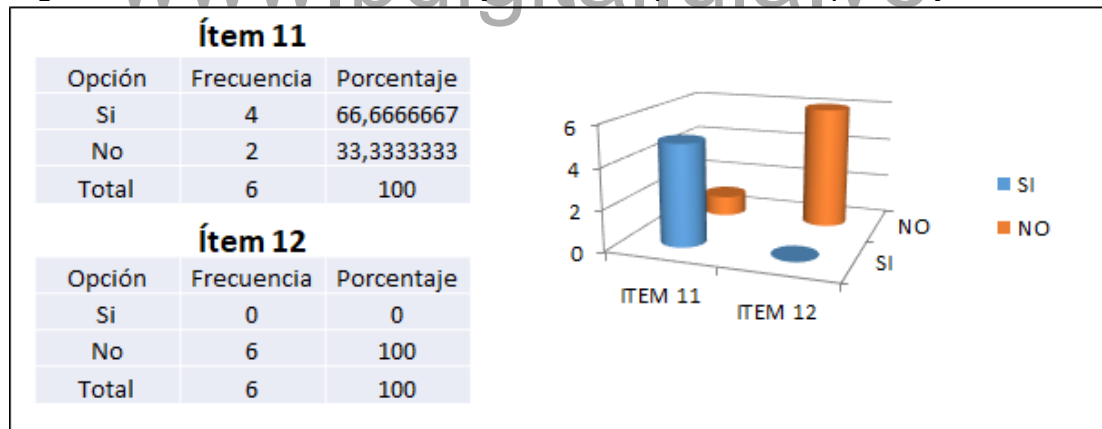 Ítem 11
Opción Frecuencia Porcentaje
Si 4 66,6666667
No 2 33,3333333
Total 6 100
Ítem 12
Opción Frecuencia Porcentaje
Si 0 0
No 6 100
Total 6 100
6
4
2
0
ITEM 11
ITEM 12
NO
SI
SI
NO